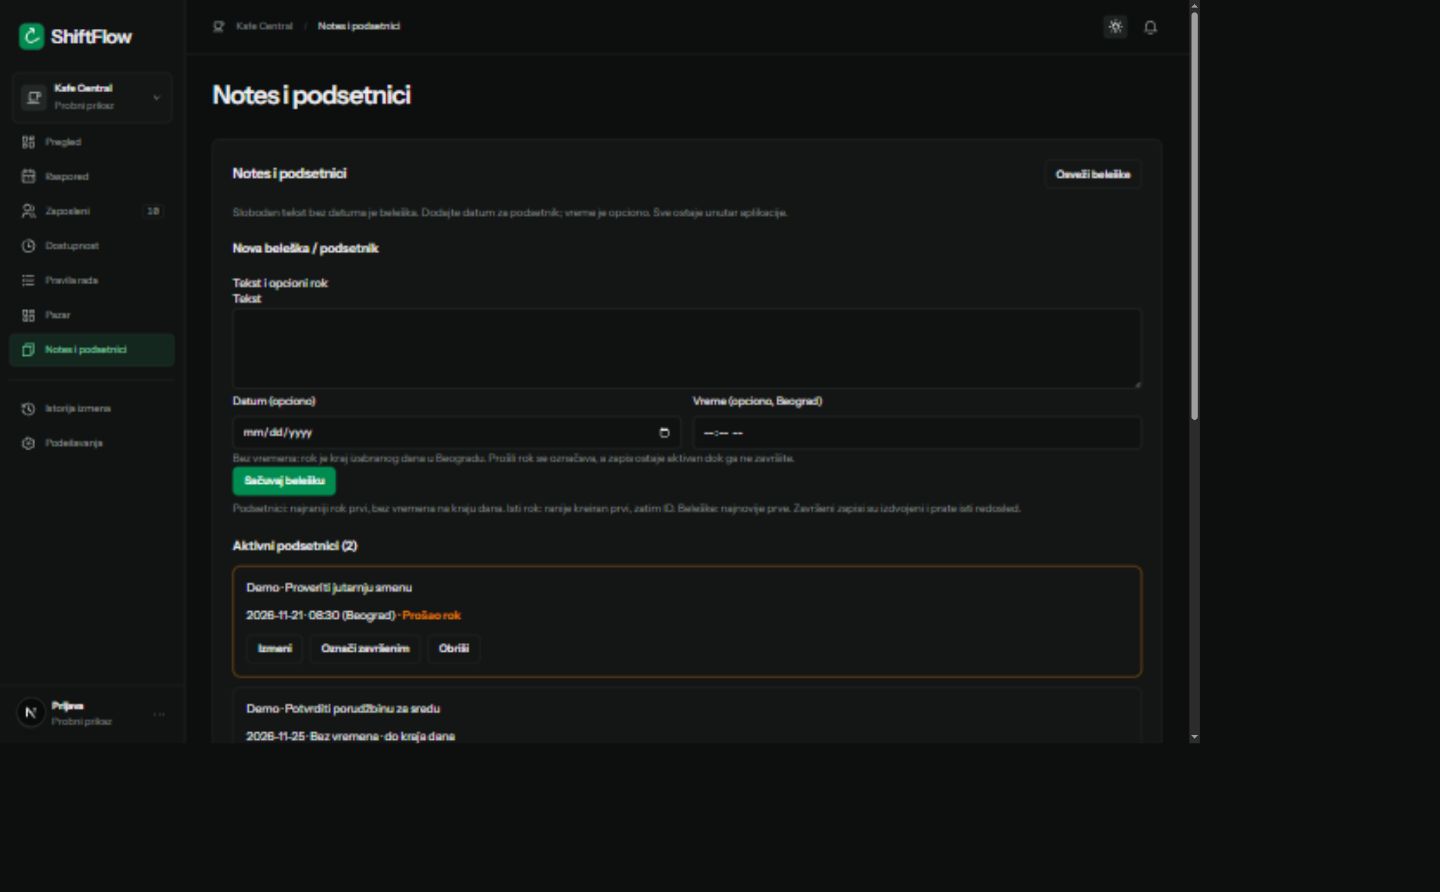 ShiftFlow
Kafe Central
Probni prikaz
Pregled
Raspored
Zaposleni 10
Dostupnost
Pravila rada
Pazar
Notes i podsetnici
Istorija izmena
Podešavanja
Prijava
Probni prikaz
Kafe Central / Notes i podsetnici
Notes i podsetnici
Notes i podsetnici
Osveži beleške
Slobodan tekst bez datuma je beleška. Dodajte datum za podsetnik; vreme je opciono. Sve ostaje unutar aplikacije.
Nova beleška / podsetnik
Tekst i opcioni rok
Tekst
Datum (opciono) Vreme (opciono, Beograd)
mm/dd/yyyy --:-- --
Bez vremena: rok je kraj izabranog dana u Beogradu. Prošli rok se označava, a zapis ostaje aktivan dok ga ne završite.
Sačuvaj belešku
Podsetnici: najraniji rok prvi, bez vremena na kraju dana. Isti rok: ranije kreiran prvi, zatim ID. Beleške: najnovije prve. Završeni zapisi su izdvojeni i prate isti redosled.
Aktivni podsetnici (2)
Demo · Proveriti jutarnju smenu
2026-11-21 · 08:30 (Beograd) · Prošao rok
Izmeni Označi završenim Obriši
Demo · Potvrditi porudžbinu za sredu
2026-11-25 · Bez vremena · do kraja dana